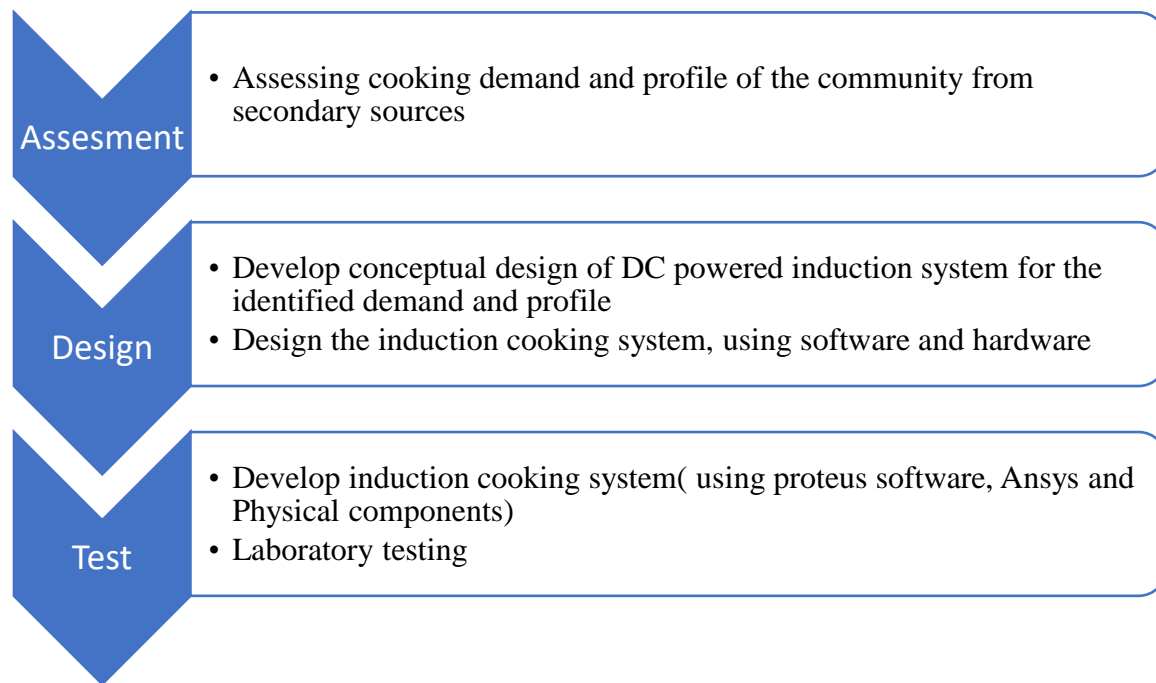 Assesment
• Assessing cooking demand and profile of the community from
secondary sources
Design
• Develop conceptual design of DC powered induction system for the
identified demand and profile
• Design the induction cooking system, using software and hardware
Test
• Develop induction cooking system( using proteus software, Ansys and
Physical components)
• Laboratory testing